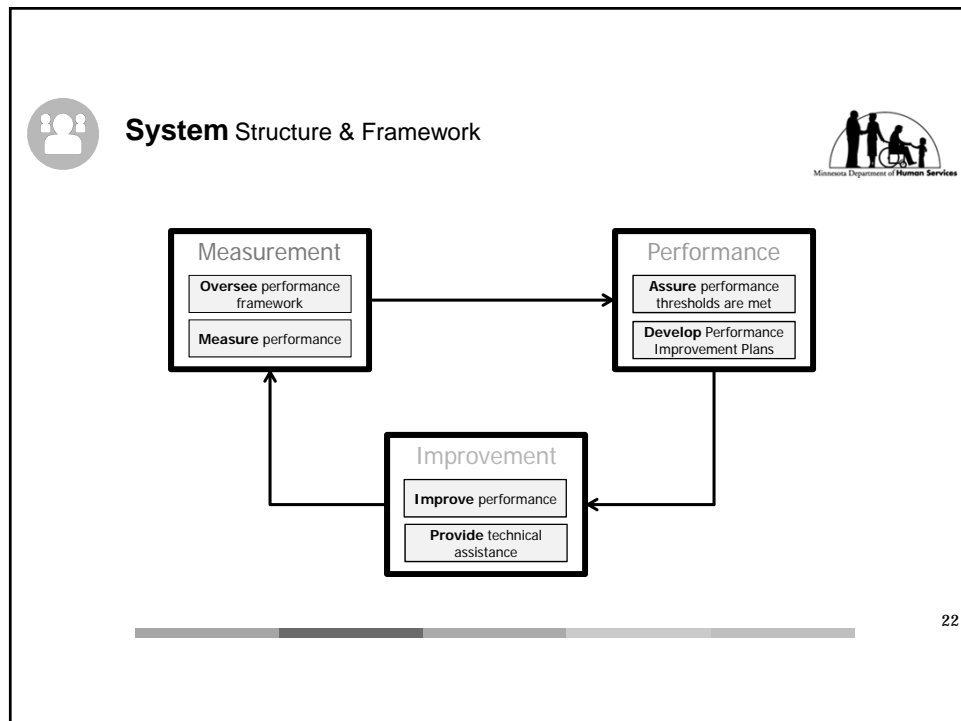 System Structure & Framework
Minnesota Department of Human Services
Measurement
Oversee performance
framework
Measure performance
Performance
Assure performance
thresholds are met
Develop Performance
Improvement Plans
Improvement
Improve performance
Provide technical
assistance
22